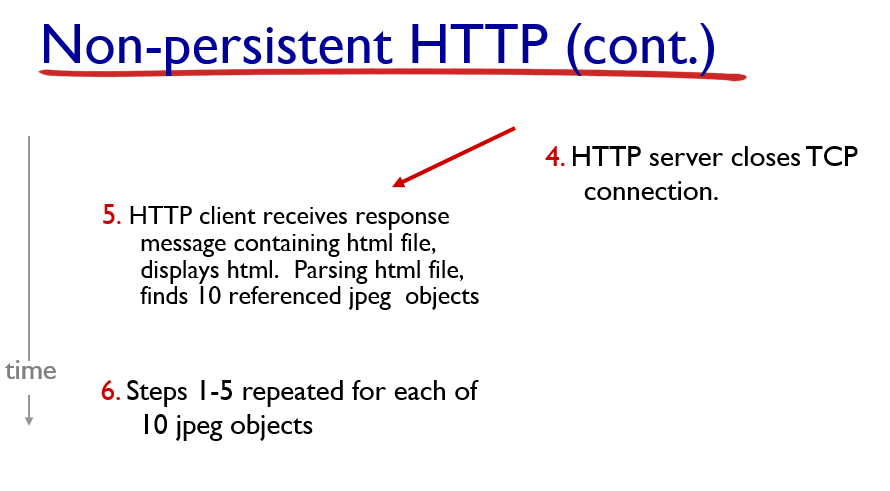 Non-persistent HTTP (cont.)
4. HTTP server closes TCP
connection.
5. HTTP client receives response
message containing html file,
displays html.  Parsing html file,
finds 10 referenced jpeg  objects
time
6. Steps 1-5 repeated for each of
10 jpeg objects